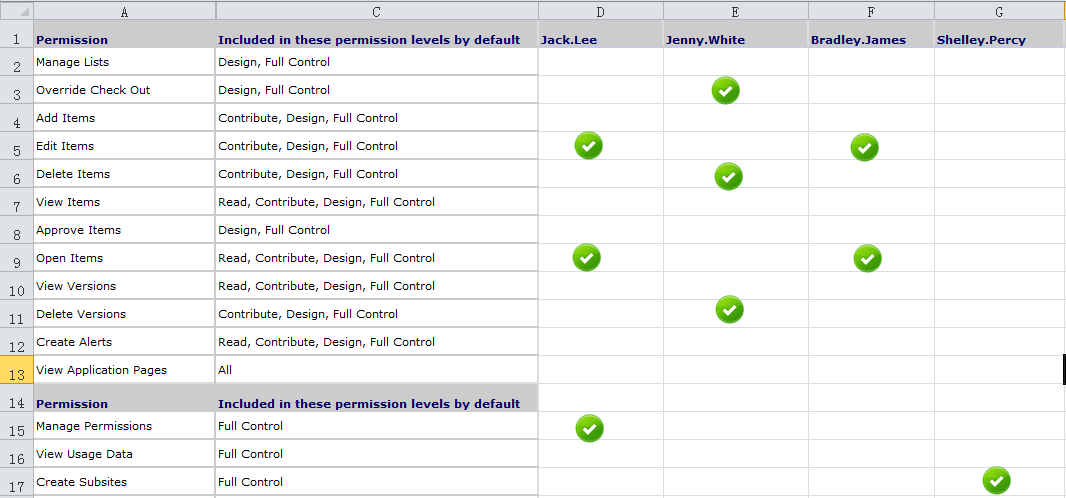 A C D E F G
1 Permission Included in these permission levels by default Jack.Lee Jenny.White Bradley.James Shelley.Percy
2 Manage Lists Design, Full Control
3 Override Check Out Design, Full Control
4 Add Items Contribute, Design, Full Control
5 Edit Items Contribute, Design, Full Control
6 Delete Items Contribute, Design, Full Control
7 View Items Read, Contribute, Design, Full Control
8 Approve Items Design, Full Control
9 Open Items Read, Contribute, Design, Full Control
10 View Versions Read, Contribute, Design, Full Control
11 Delete Versions Contribute, Design, Full Control
12 Create Alerts Read, Contribute, Design, Full Control
13 View Application Pages All
14 Permission Included in these permission levels by default
15 Manage Permissions Full Control
16 View Usage Data Full Control
17 Create Subsites Full Control